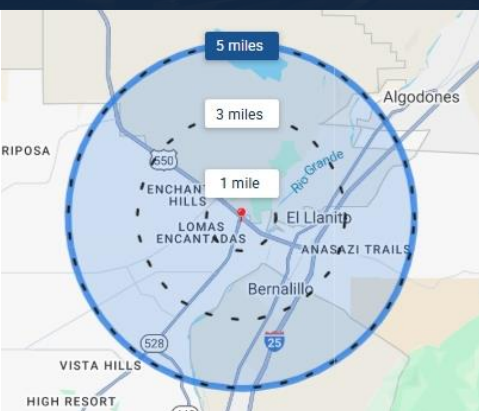 5 miles
Algodones
3 miles
RIPOSA
550
Rio Grande
1 mile
ENCHAN
HILLS
El Llanito
LOMAS
ENCANTADAS
ANASAZI TRAILS
Bernalillo
528
25
VISTA HILLS
HIGH RESORT